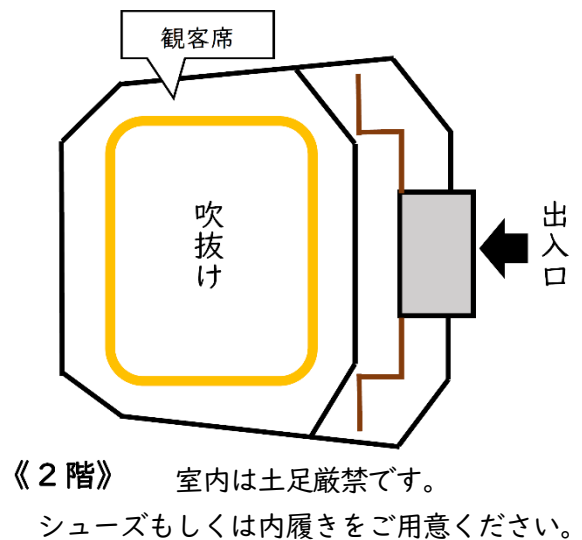 観客席
吹抜け
出入口
《２階》　室内は土足厳禁です。
シューズもしくは内履きをご用意ください。